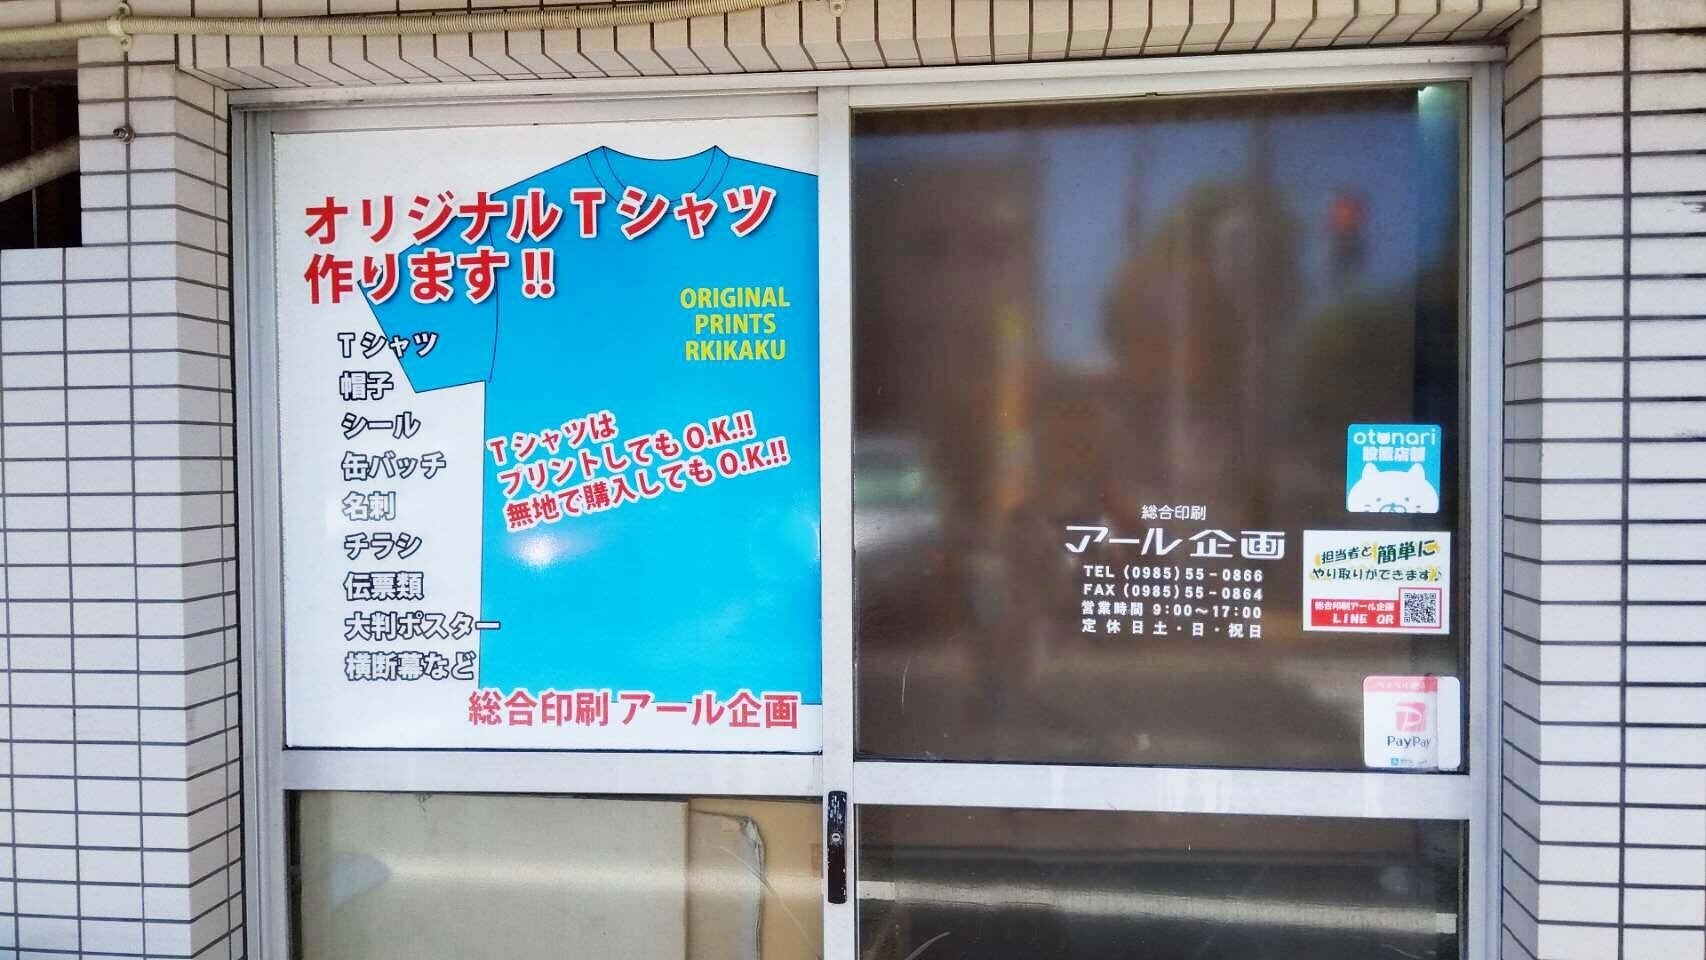 オリジナルTシャツ
作ります!!
Tシャツ
帽子
シール
缶バッチ
名刺
チラシ
伝票類
大判ポスター
横断幕など
ORIGINAL
PRINTS
RKIKAKU
Tシャツは
プリントしてもO.K.!!
無地で購入してもO.K.!!
総合印刷 アール企画
総合印刷
アール企画
TEL (0985) 55-0866
FAX (0985) 55-0864
営業時間 9:00～17:00
定休日 土・日・祝日
otonari
設置店舗
担当者と簡単に
やり取りができます♪
総合印刷アール企画
LINE QR
PayPay